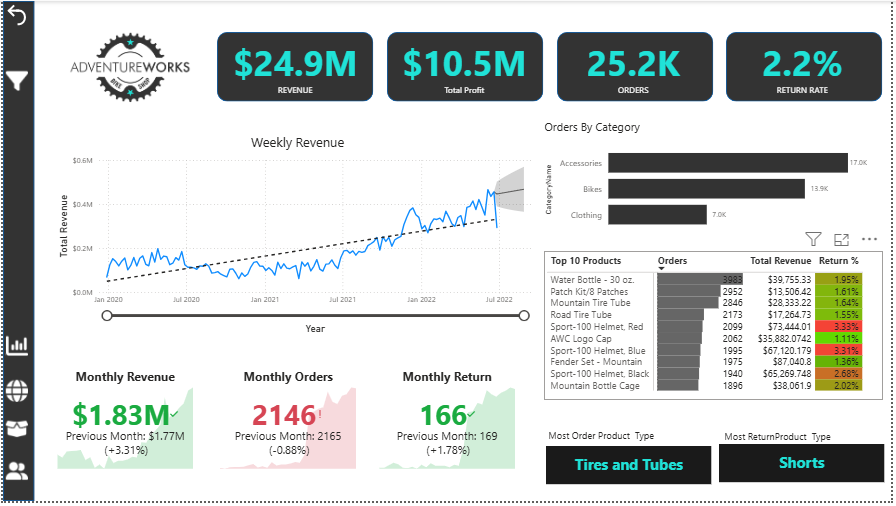 ADVENTUREWORKS
BIKE SHOP
$24.9M
REVENUE
$10.5M
Total Profit
25.2K
ORDERS
2.2%
RETURN RATE
Weekly Revenue
Total Revenue
$0.6M
$0.4M
$0.2M
$0.0M
Jan 2020 Jul 2020 Jan 2021 Jul 2021 Jan 2022 Jul 2022
Year
Orders By Category
CategoryName
Accessories 17.0K
Bikes 13.9K
Clothing 7.0K
Top 10 Products Orders Total Revenue Return %
Water Bottle - 30 oz. 3983 $39,755.33 1.95%
Patch Kit/8 Patches 2952 $13,506.42 1.61%
Mountain Tire Tube 2846 $28,333.22 1.64%
Road Tire Tube 2173 $17,264.73 1.55%
Sport-100 Helmet, Red 2099 $73,444.01 3.33%
AWC Logo Cap 2062 $35,882.0742 1.11%
Sport-100 Helmet, Blue 1995 $67,120.179 3.31%
Fender Set - Mountain 1975 $87,040.8 1.36%
Sport-100 Helmet, Black 1940 $65,269.748 2.68%
Mountain Bottle Cage 1896 $38,061.9 2.02%
Monthly Revenue
$1.83M
Previous Month: $1.77M
(+3.31%)
Monthly Orders
2146!
Previous Month: 2165
(-0.88%)
Monthly Return
166
Previous Month: 169
(+1.78%)
Most Order Product Type
Tires and Tubes
Most ReturnProduct Type
Shorts